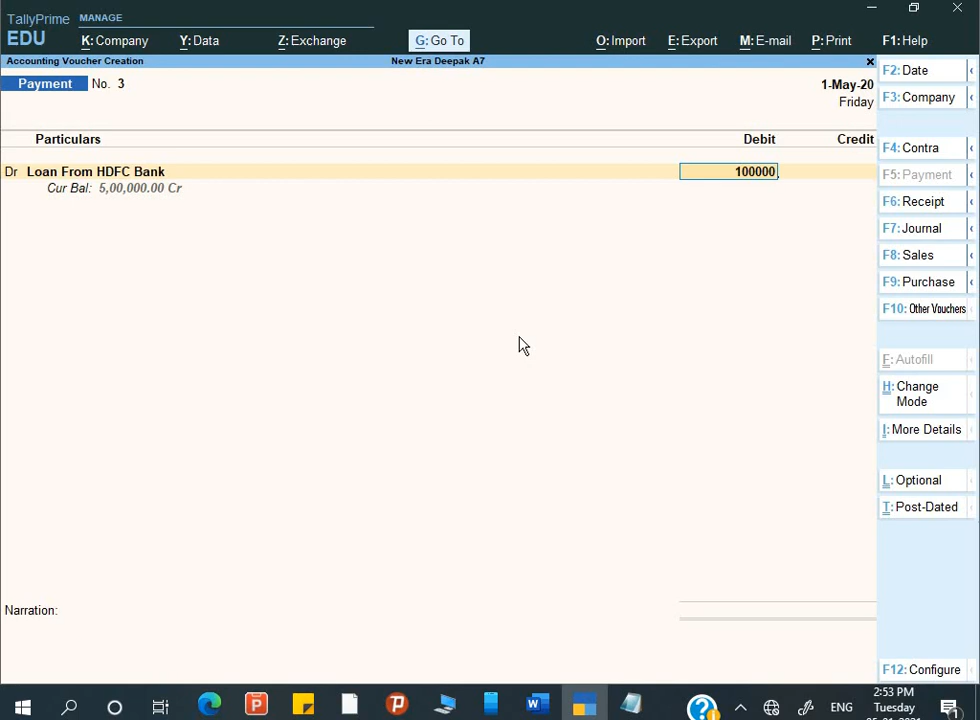 TallyPrime MANAGE
EDU K: Company Y: Data Z: Exchange G: Go To O: Import E: Export M: E-mail P: Print F1: Help
Accounting Voucher Creation New Era Deepak A7
Payment No. 3 1-May-20
Friday
Particulars Debit Credit
Dr Loan From HDFC Bank 100000
Cur Bal: 5,00,000.00 Cr
Narration:
F2: Date
F3: Company
F4: Contra
F5: Payment
F6: Receipt
F7: Journal
F8: Sales
F9: Purchase
F10: Other Vouchers
F: Autofill
H: Change
Mode
I: More Details
L: Optional
T: Post-Dated
F12: Configure
ENG
2:53 PM
Tuesday